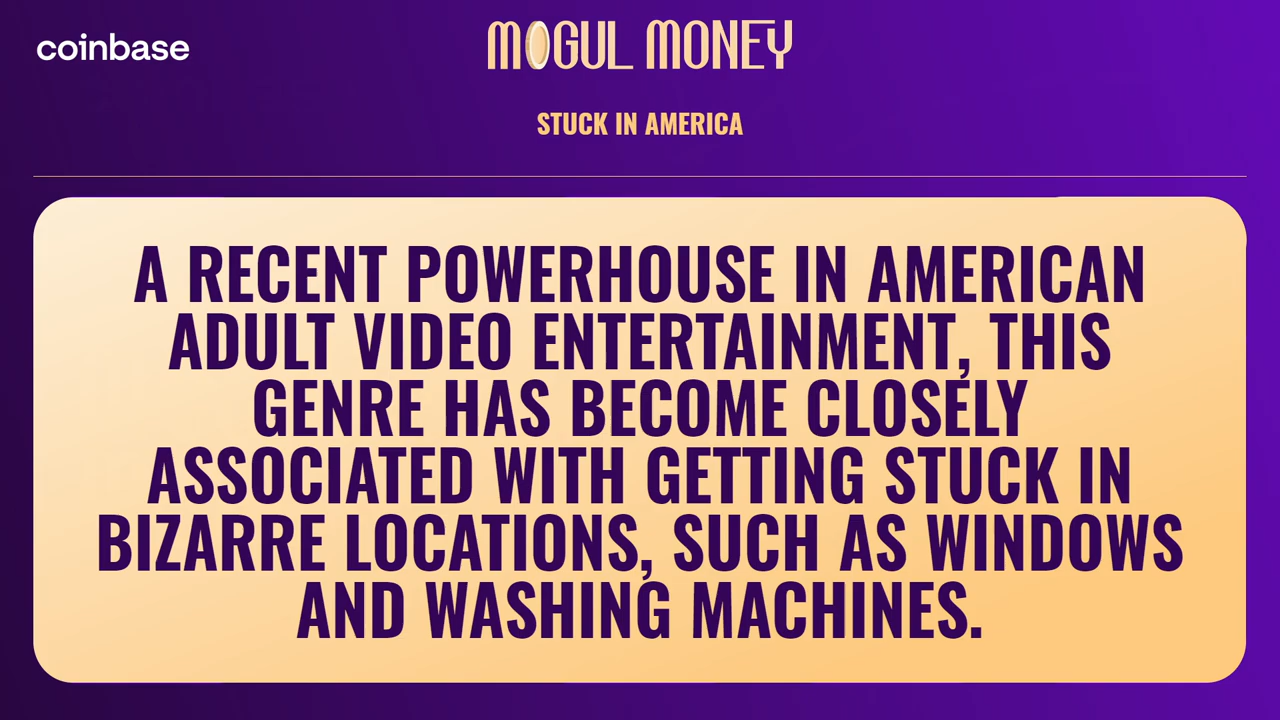 coinbase
MOGUL MONEY
STUCK IN AMERICA
A RECENT POWERHOUSE IN AMERICAN
ADULT VIDEO ENTERTAINMENT, THIS
GENRE HAS BECOME CLOSELY
ASSOCIATED WITH GETTING STUCK IN
BIZARRE LOCATIONS, SUCH AS WINDOWS
AND WASHING MACHINES.